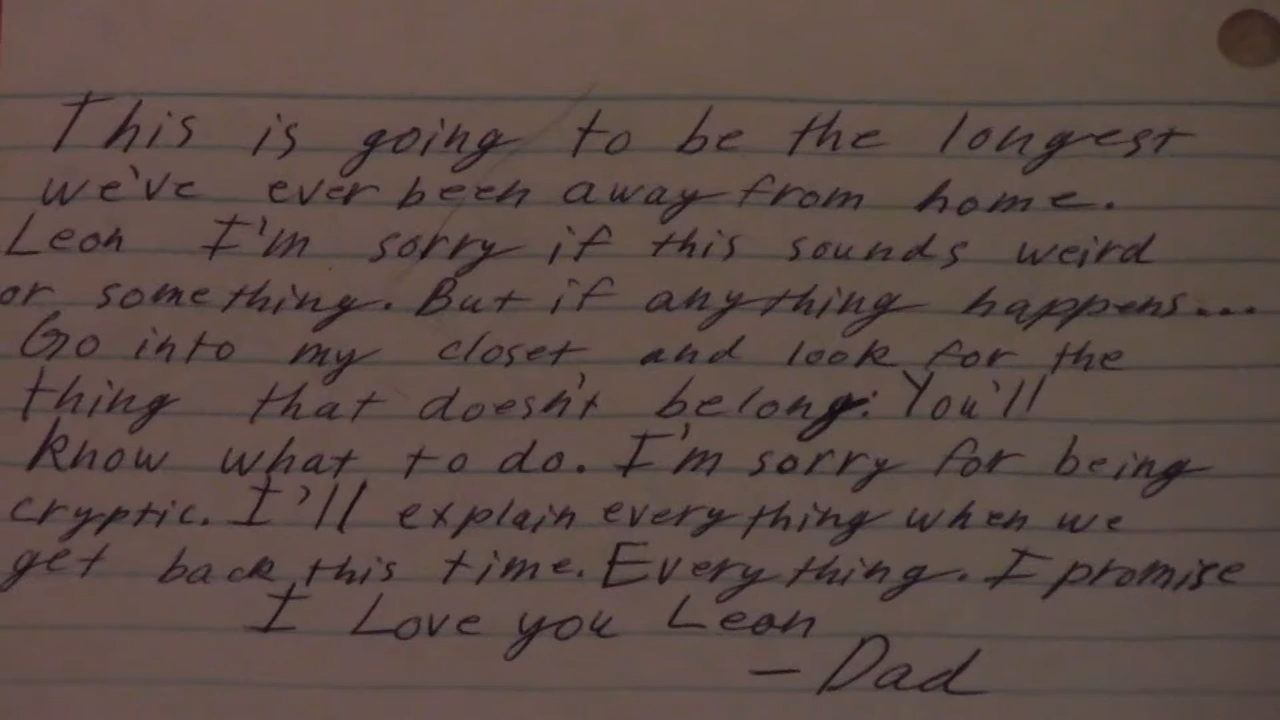 This is going to be the longest
we've ever been away from home.
Leon I'm sorry if this sounds weird
or something. But if anything happens...
Go into my closet, and look for the
thing that doesn't belong. You'll
know what to do. I'm sorry for being
cryptic. I'll explain everything when we
get back this time. Everything. I promise
I Love you Leon
- Dad